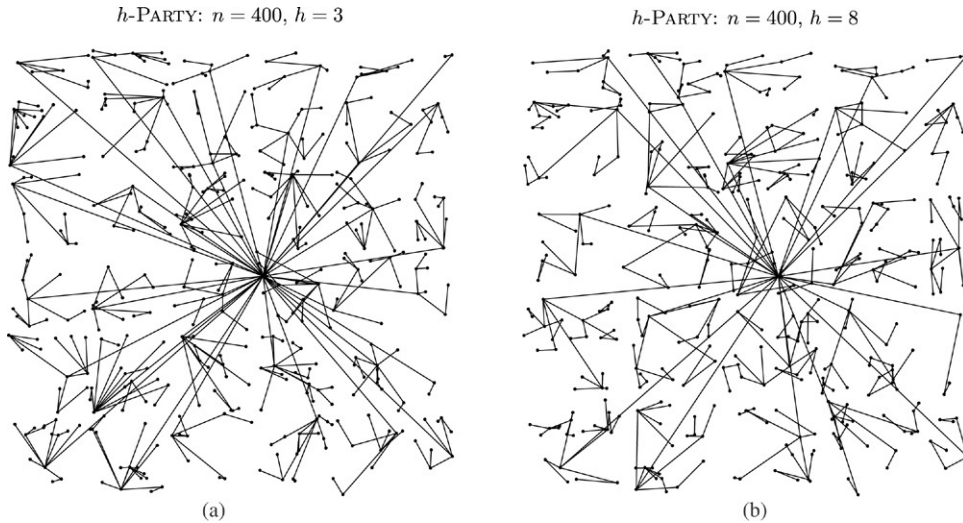 h-PARTY: n = 400, h = 3
h-PARTY: n = 400, h = 8
(a)
(b)